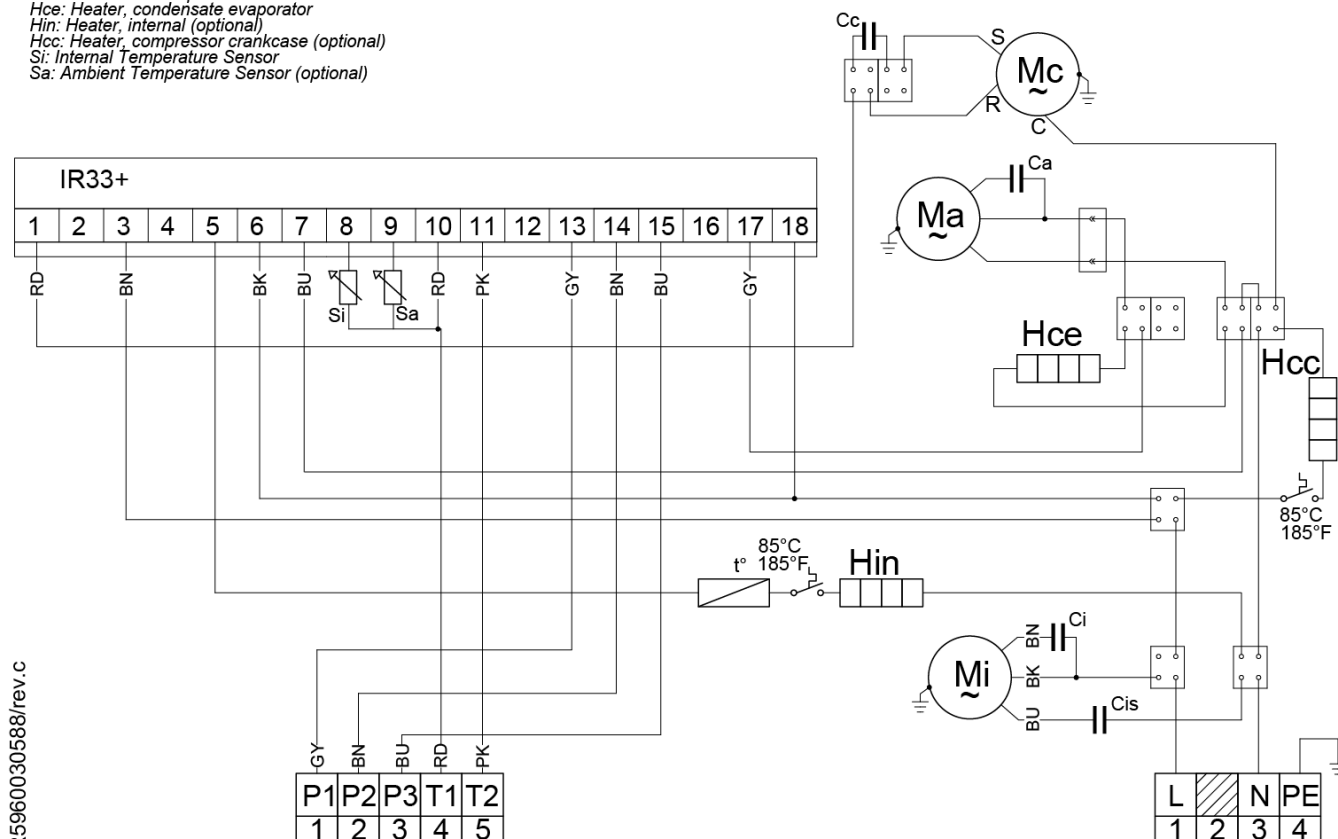 Hce: Heater, condensate evaporator
Hin: Heater, internal (optional)
Hcc: Heater, compressor crankcase (optional)
Si: Internal Temperature Sensor
Sa: Ambient Temperature Sensor (optional)
Cc
S
Mc
~
R
C
IR33+
1 2 3 4 5 6 7 8 9 10 11 12 13 14 15 16 17 18
RD BN BK BU RD PK GY BN BU GY
Si Sa
Ca
Ma
~
Hce
Hcc
85°C
185°F
t°
85°C
185°F
Hin
Mi
~
BN
Ci
BK
BU
Cis
GY BN BU RD PK
P1 P2 P3 T1 T2
1 2 3 4 5
L N PE
1 2 3 4
25960030588/rev.c